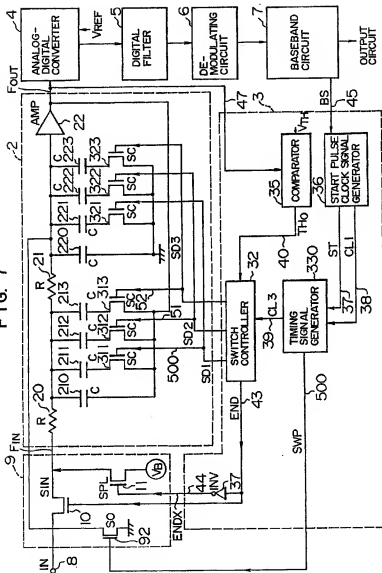 FIG. 7
4
ANALOG-DIGITAL CONVERTER
VREF
5
DIGITAL FILTER
6
DE-MODULATING CIRCUIT
7
BASEBAND CIRCUIT
OUTPUT CIRCUIT
FOUT
47
BS
45
3
2
AMP
22
C
223
323
SC
C
222
322
SC
221
321
SC
C
220
C
21
R
213
C
313
SC
212
C
312
SC
211
C
311
SC
210
C
52
51
500
SD1
SD2
SD3
20
R
FIN
VTH
COMPARATOR
35
START PULSE CLOCK SIGNAL GENERATOR
36
40
THo
ST
37
CL1
38
32
SWITCH CONTROLLER
CL3
39
330
TIMING SIGNAL GENERATOR
END
43
500
SWP
9
SIN
SPL
11
VB
44
INV
37
ENDX
10
SO
92
IN
8